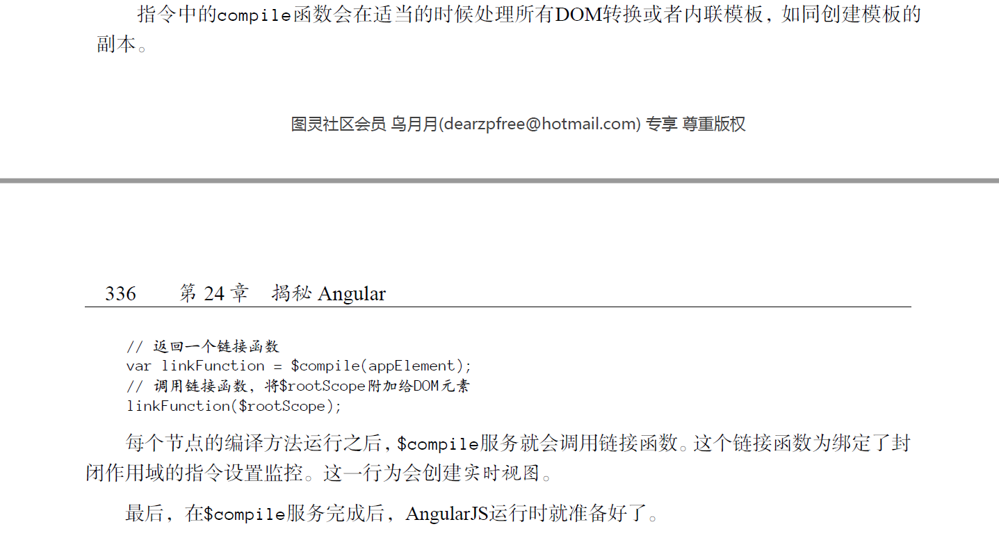 指令中的compile函数会在适当的时候处理所有DOM转换或者内联模板，如同创建模板的
副本。
图灵社区会员 鸟月月(dearzpfree@hotmail.com) 专享 尊重版权
336 第 24 章 揭秘 Angular
// 返回一个链接函数
var linkFunction = $compile(appElement);
// 调用链接函数，将$rootScope附加给DOM元素
linkFunction($rootScope);
每个节点的编译方法运行之后，$compile服务就会调用链接函数。这个链接函数为绑定了封
闭作用域的指令设置监控。这一行为会创建实时视图。
最后，在$compile服务完成后，AngularJS运行时就准备好了。